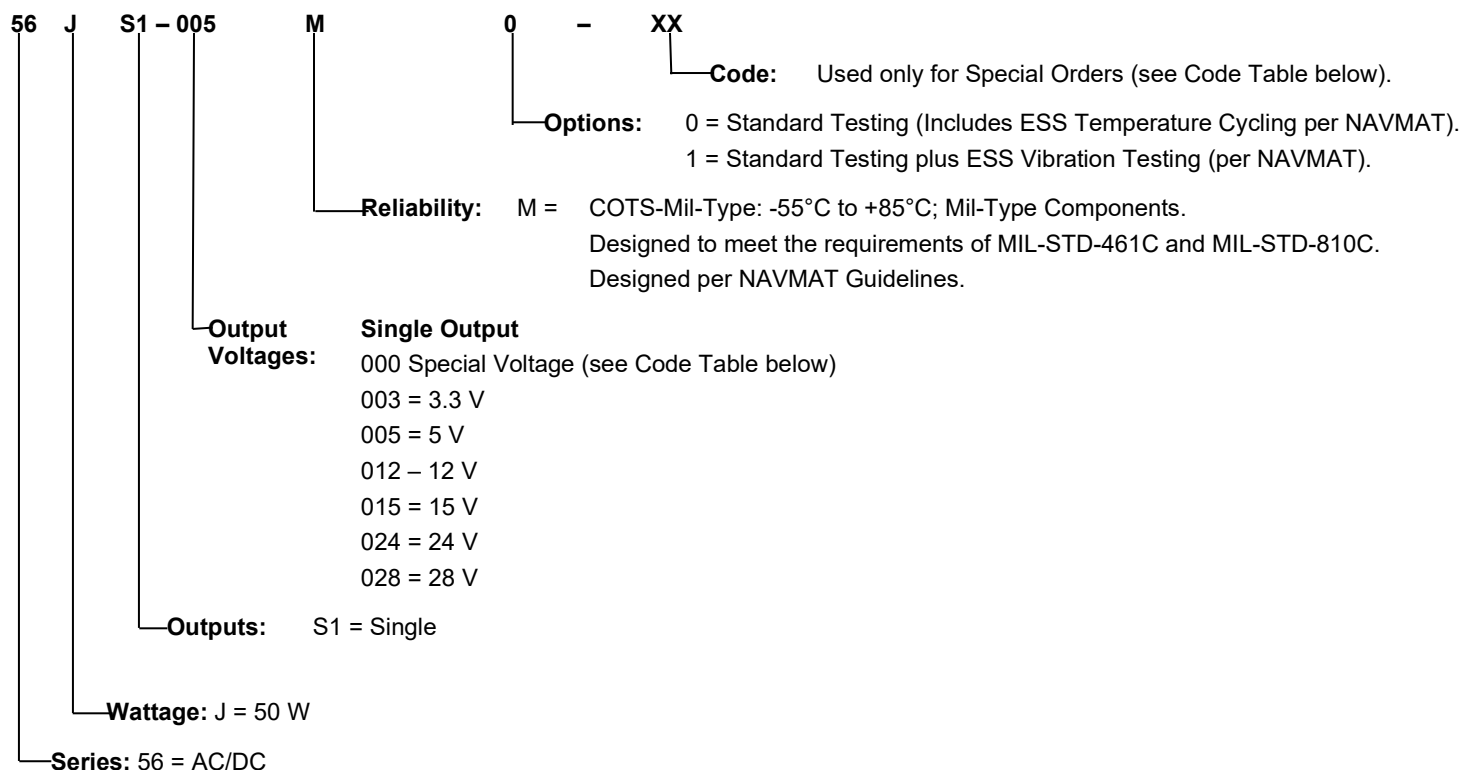 56 J S1 – 005 M 0 – XX
Code: Used only for Special Orders (see Code Table below).
Options: 0 = Standard Testing (Includes ESS Temperature Cycling per NAVMAT).
1 = Standard Testing plus ESS Vibration Testing (per NAVMAT).
Reliability: M = COTS-Mil-Type: -55°C to +85°C; Mil-Type Components.
Designed to meet the requirements of MIL-STD-461C and MIL-STD-810C.
Designed per NAVMAT Guidelines.
Output Voltages: Single Output
000 Special Voltage (see Code Table below)
003 = 3.3 V
005 = 5 V
012 – 12 V
015 = 15 V
024 = 24 V
028 = 28 V
Outputs: S1 = Single
Wattage: J = 50 W
Series: 56 = AC/DC